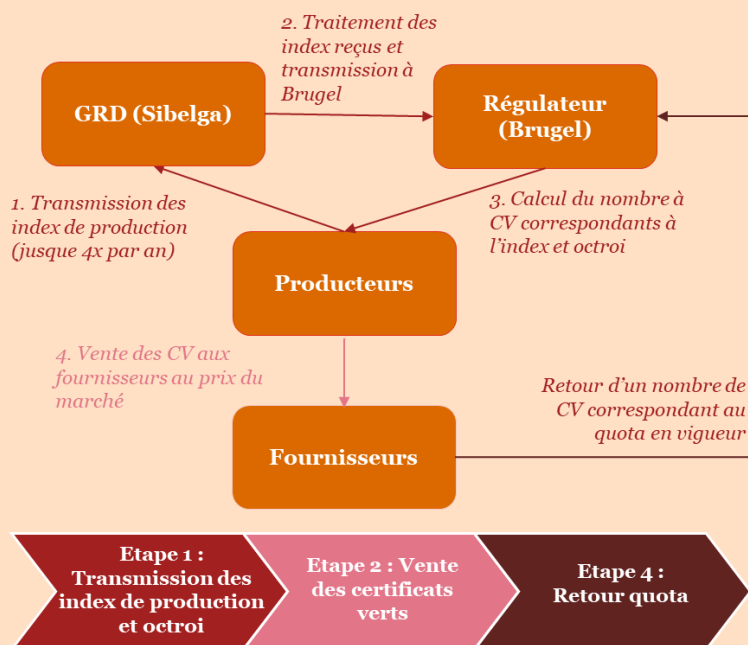 2. Traitement des
index reçus et
transmission à
Brugel
GRD (Sibelga)
Régulateur
(Brugel)
1. Transmission des
index de production
(jusque 4x par an)
3. Calcul du nombre à
CV correspondants à
l'index et octroi
Producteurs
4. Vente des CV aux
fournisseurs au prix du
marché
Retour d'un nombre de
CV correspondant au
quota en vigueur
Fournisseurs
Etape 1 :
Transmission des
index de production
et octroi
Etape 2 : Vente
des certificats
verts
Etape 4 :
Retour quota